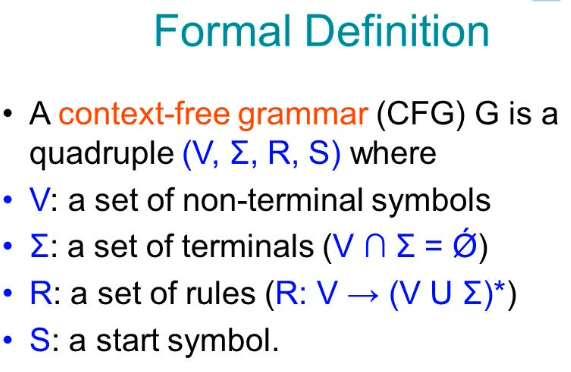 Formal Definition
• A context-free grammar (CFG) G is a
quadruple (V, Σ, R, S) where
• V: a set of non-terminal symbols
• Σ: a set of terminals (V ∩ Σ = Ǿ)
• R: a set of rules (R: V → (V U Σ)*)
• S: a start symbol.